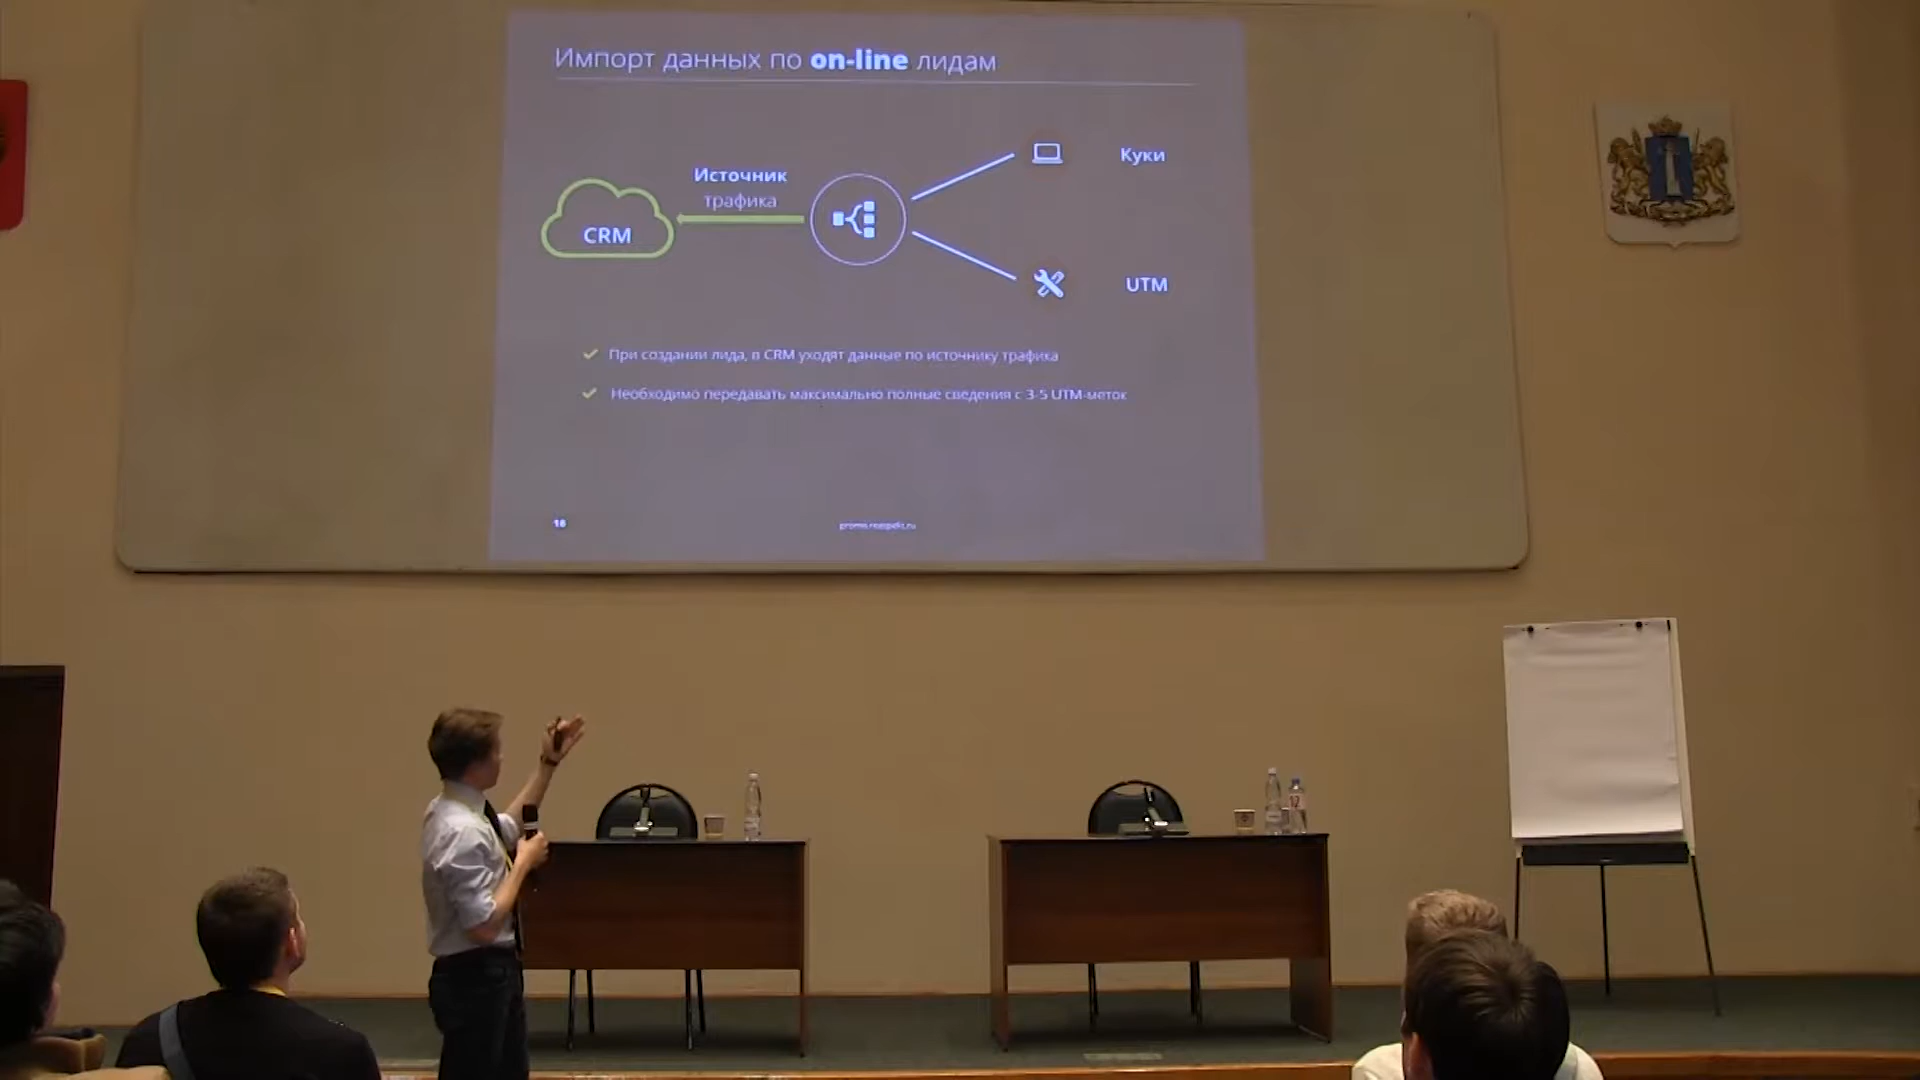 Импорт данных по on-line лидам
Источник
трафика
CRM
Куки
UTM
При создании лида, в CRM уходят данные по источнику трафика
Необходимо передавать максимально полные сведения с 3-5 UTM-меток